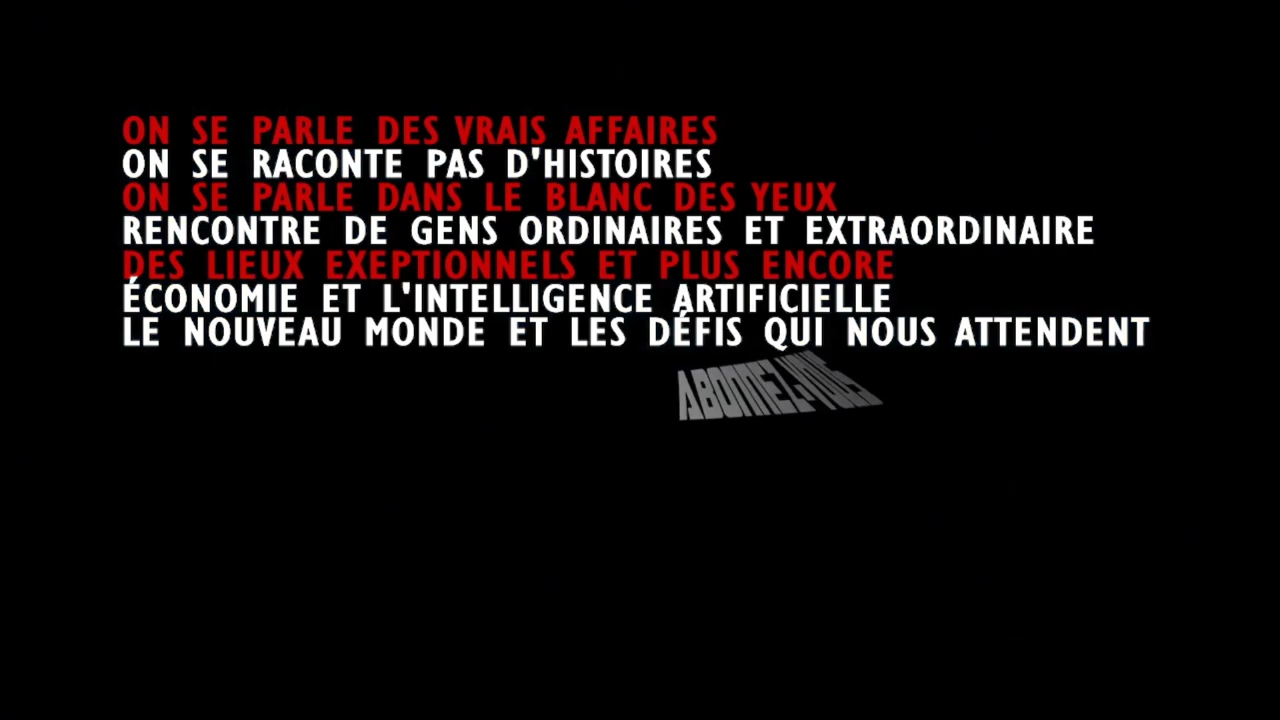 ON SE PARLE DES VRAIS AFFAIRES
ON SE RACONTE PAS D'HISTOIRES
ON SE PARLE DANS LE BLANC DES YEUX
RENCONTRE DE GENS ORDINAIRES ET EXTRAORDINAIRE
DES LIEUX EXEPTIONNELS ET PLUS ENCORE
ÉCONOMIE ET L'INTELLIGENCE ARTIFICIELLE
LE NOUVEAU MONDE ET LES DÉFIS QUI NOUS ATTENDENT
ABONNEZ-VOUS